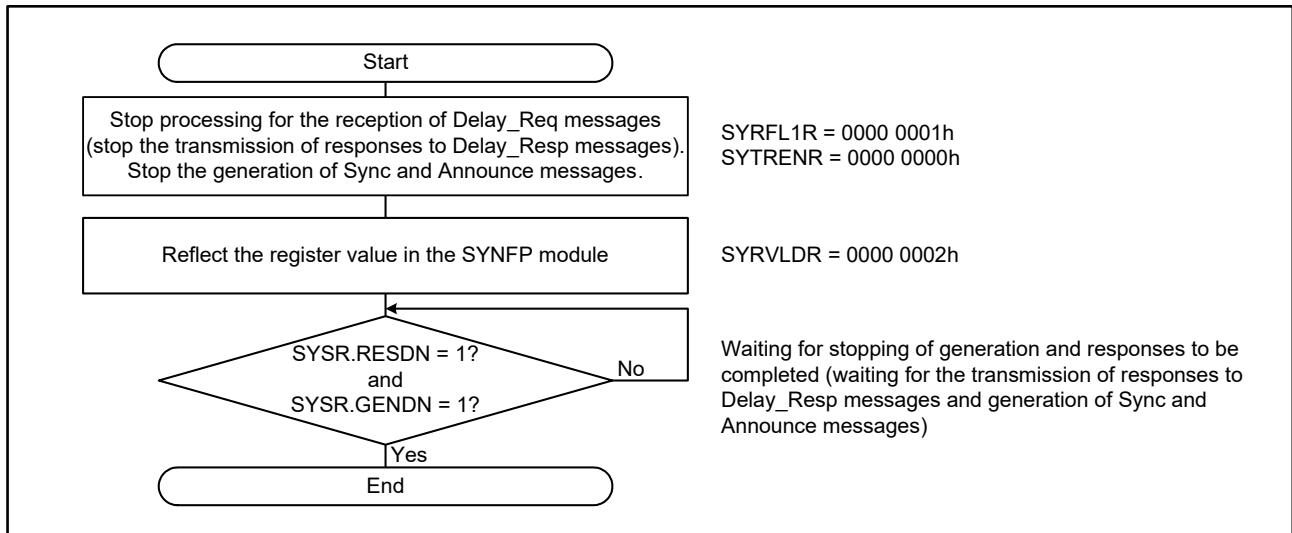 Start
Stop processing for the reception of Delay_Req messages
(stop the transmission of responses to Delay_Resp messages).
Stop the generation of Sync and Announce messages.
SYRFL1R = 0000 0001h
SYTRENR = 0000 0000h
Reflect the register value in the SYNFP module
SYRVLDR = 0000 0002h
SYSR.RESDN = 1?
and
SYSR.GENDN = 1?
No
Waiting for stopping of generation and responses to be
completed (waiting for the transmission of responses to
Delay_Resp messages and generation of Sync and
Announce messages)
Yes
End